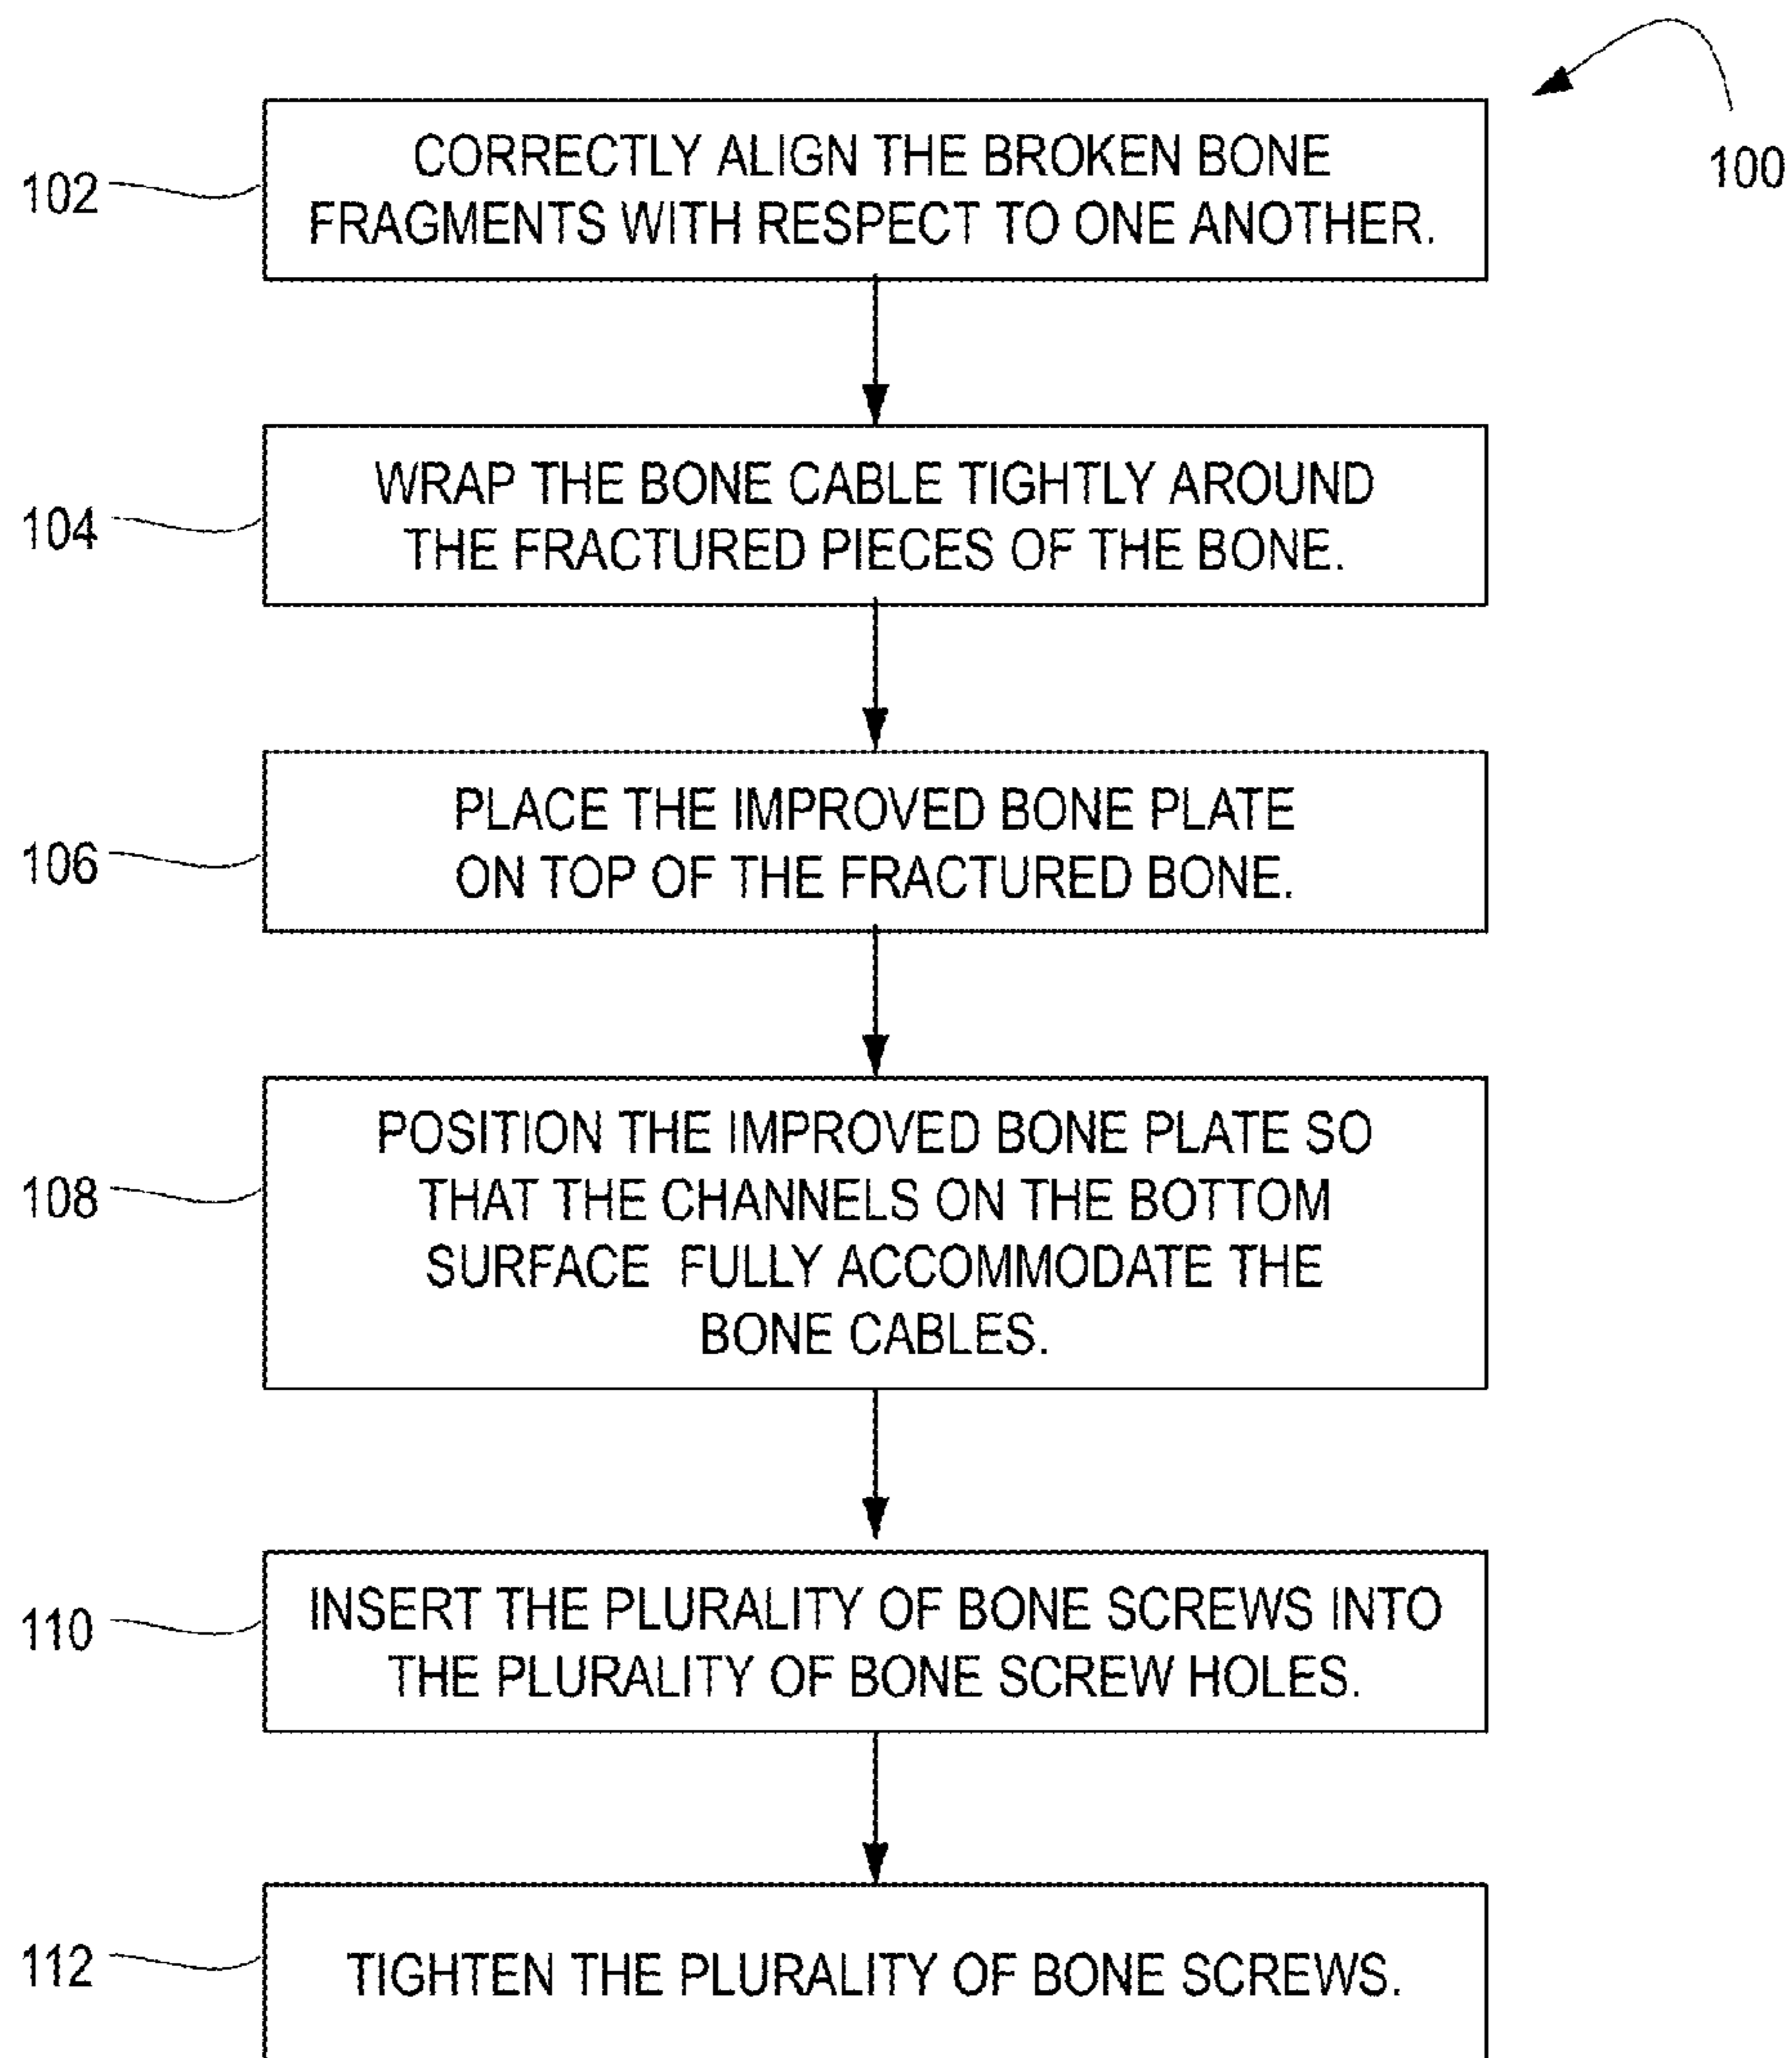 100
102
CORRECTLY ALIGN THE BROKEN BONE
FRAGMENTS WITH RESPECT TO ONE ANOTHER.
104
WRAP THE BONE CABLE TIGHTLY AROUND
THE FRACTURED PIECES OF THE BONE.
106
PLACE THE IMPROVED BONE PLATE
ON TOP OF THE FRACTURED BONE.
108
POSITION THE IMPROVED BONE PLATE SO
THAT THE CHANNELS ON THE BOTTOM
SURFACE FULLY ACCOMMODATE THE
BONE CABLES.
110
INSERT THE PLURALITY OF BONE SCREWS INTO
THE PLURALITY OF BONE SCREW HOLES.
112
TIGHTEN THE PLURALITY OF BONE SCREWS.